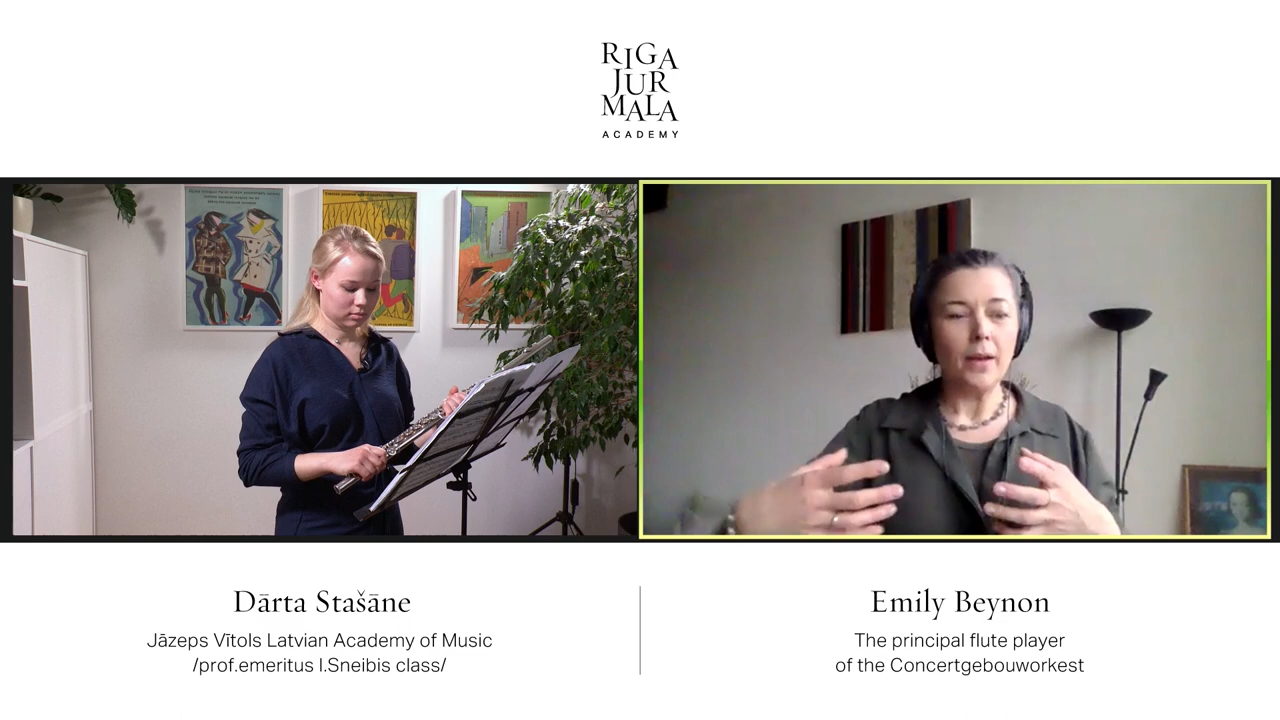 RIGA
JUR
MALA
ACADEMY
Dārta Stašāne
Jāzeps Vītols Latvian Academy of Music
/prof.emeritus I.Sneibis class/
Emily Beynon
The principal flute player
of the Concertgebouworkest